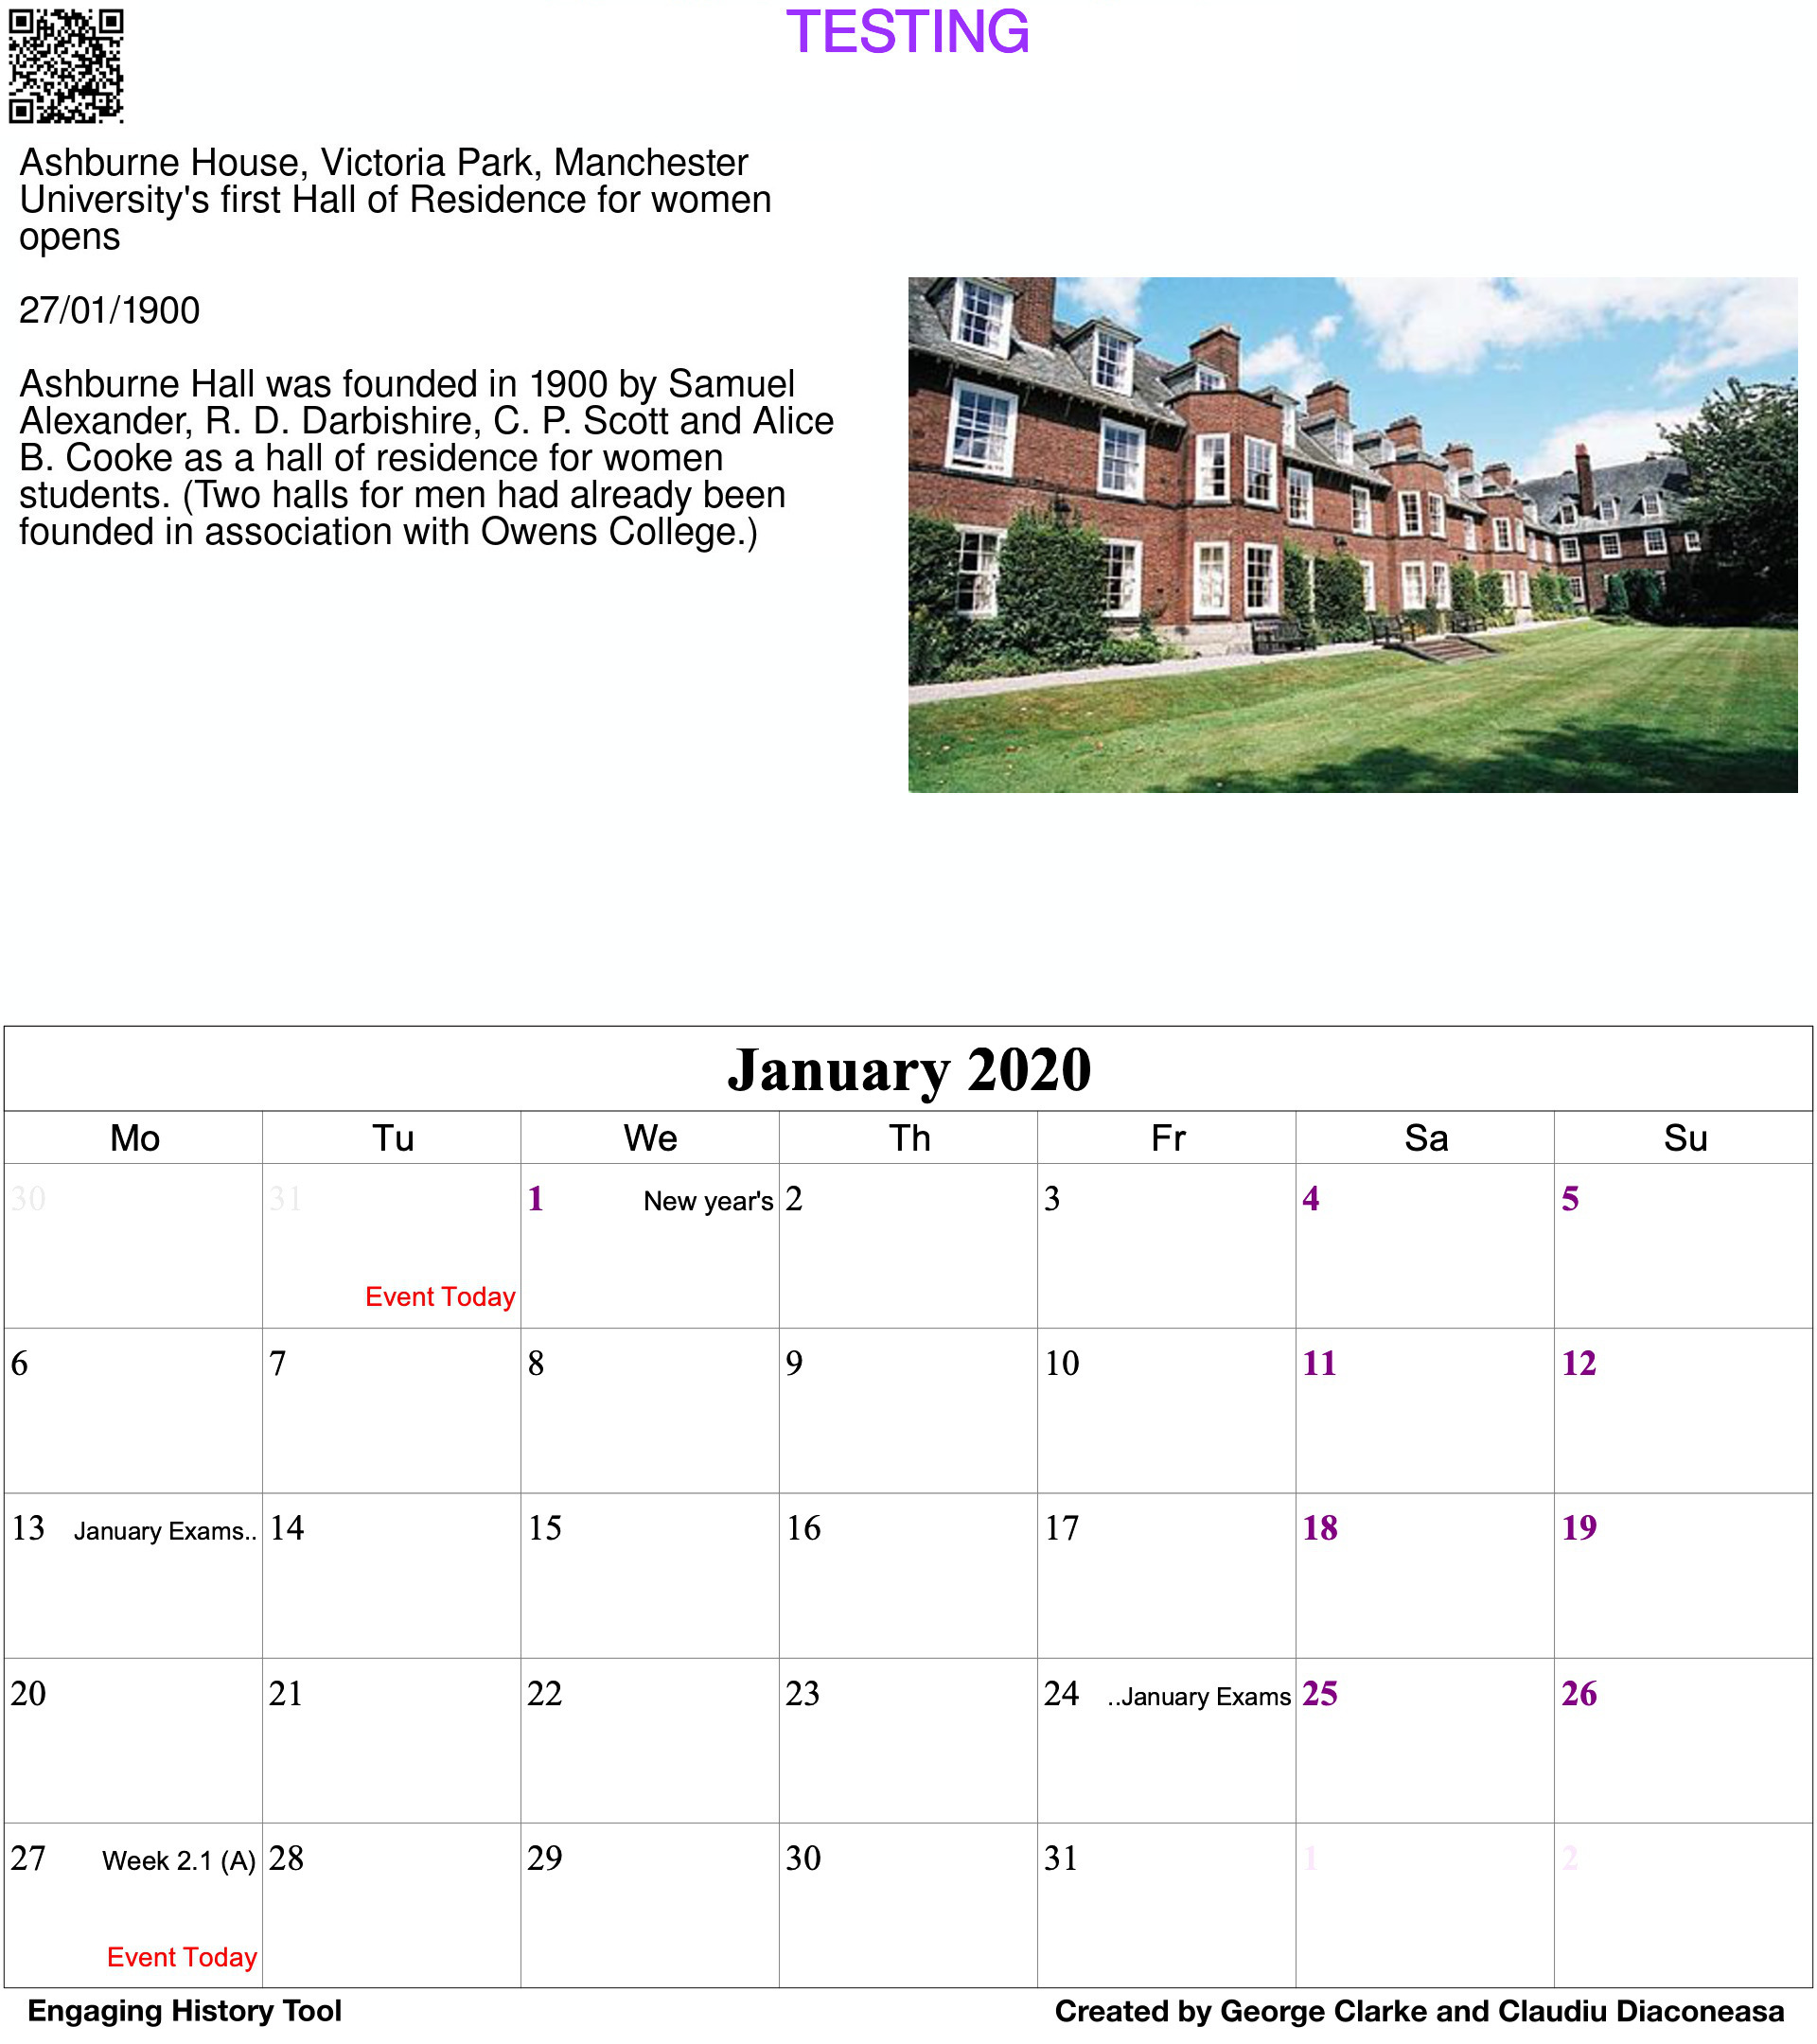 TESTING
Ashburne House, Victoria Park, Manchester
University's first Hall of Residence for women
opens
27/01/1900
Ashburne Hall was founded in 1900 by Samuel
Alexander, R. D. Darbishire, C. P. Scott and Alice
B. Cooke as a hall of residence for women
students. (Two halls for men had already been
founded in association with Owens College.)
January 2020
Mo Tu We Th Fr Sa Su
30 31 1 New year's 2 3 4 5
Event Today
6 7 8 9 10 11 12
13 January Exams.. 14 15 16 17 18 19
20 21 22 23 24 ..January Exams 25 26
27 Week 2.1 (A) 28 29 30 31 1 2
Event Today
Engaging History Tool Created by George Clarke and Claudiu Diaconeasa